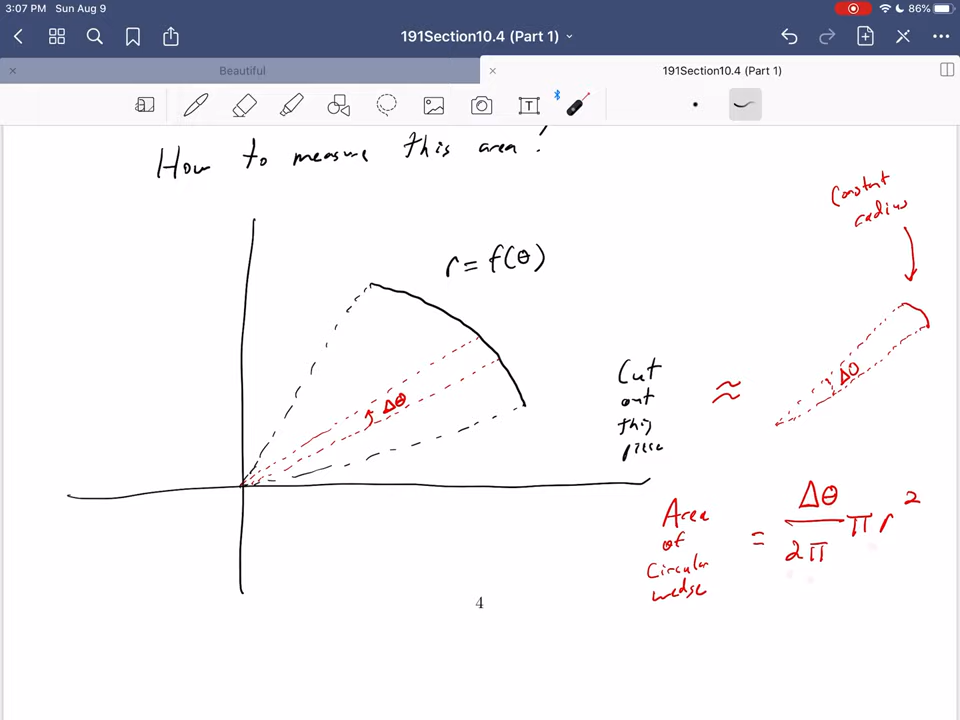 3:07 PM Sun Aug 9
86%
191Section10.4 (Part 1)
Beautiful
191Section10.4 (Part 1)
T
How to measure this area?
Constant
radius
r = f(θ)
Δθ
Cut
out
this
piece
≈
Δθ
Area
of
Circular
wedge
= Δθ/2π π r²
4